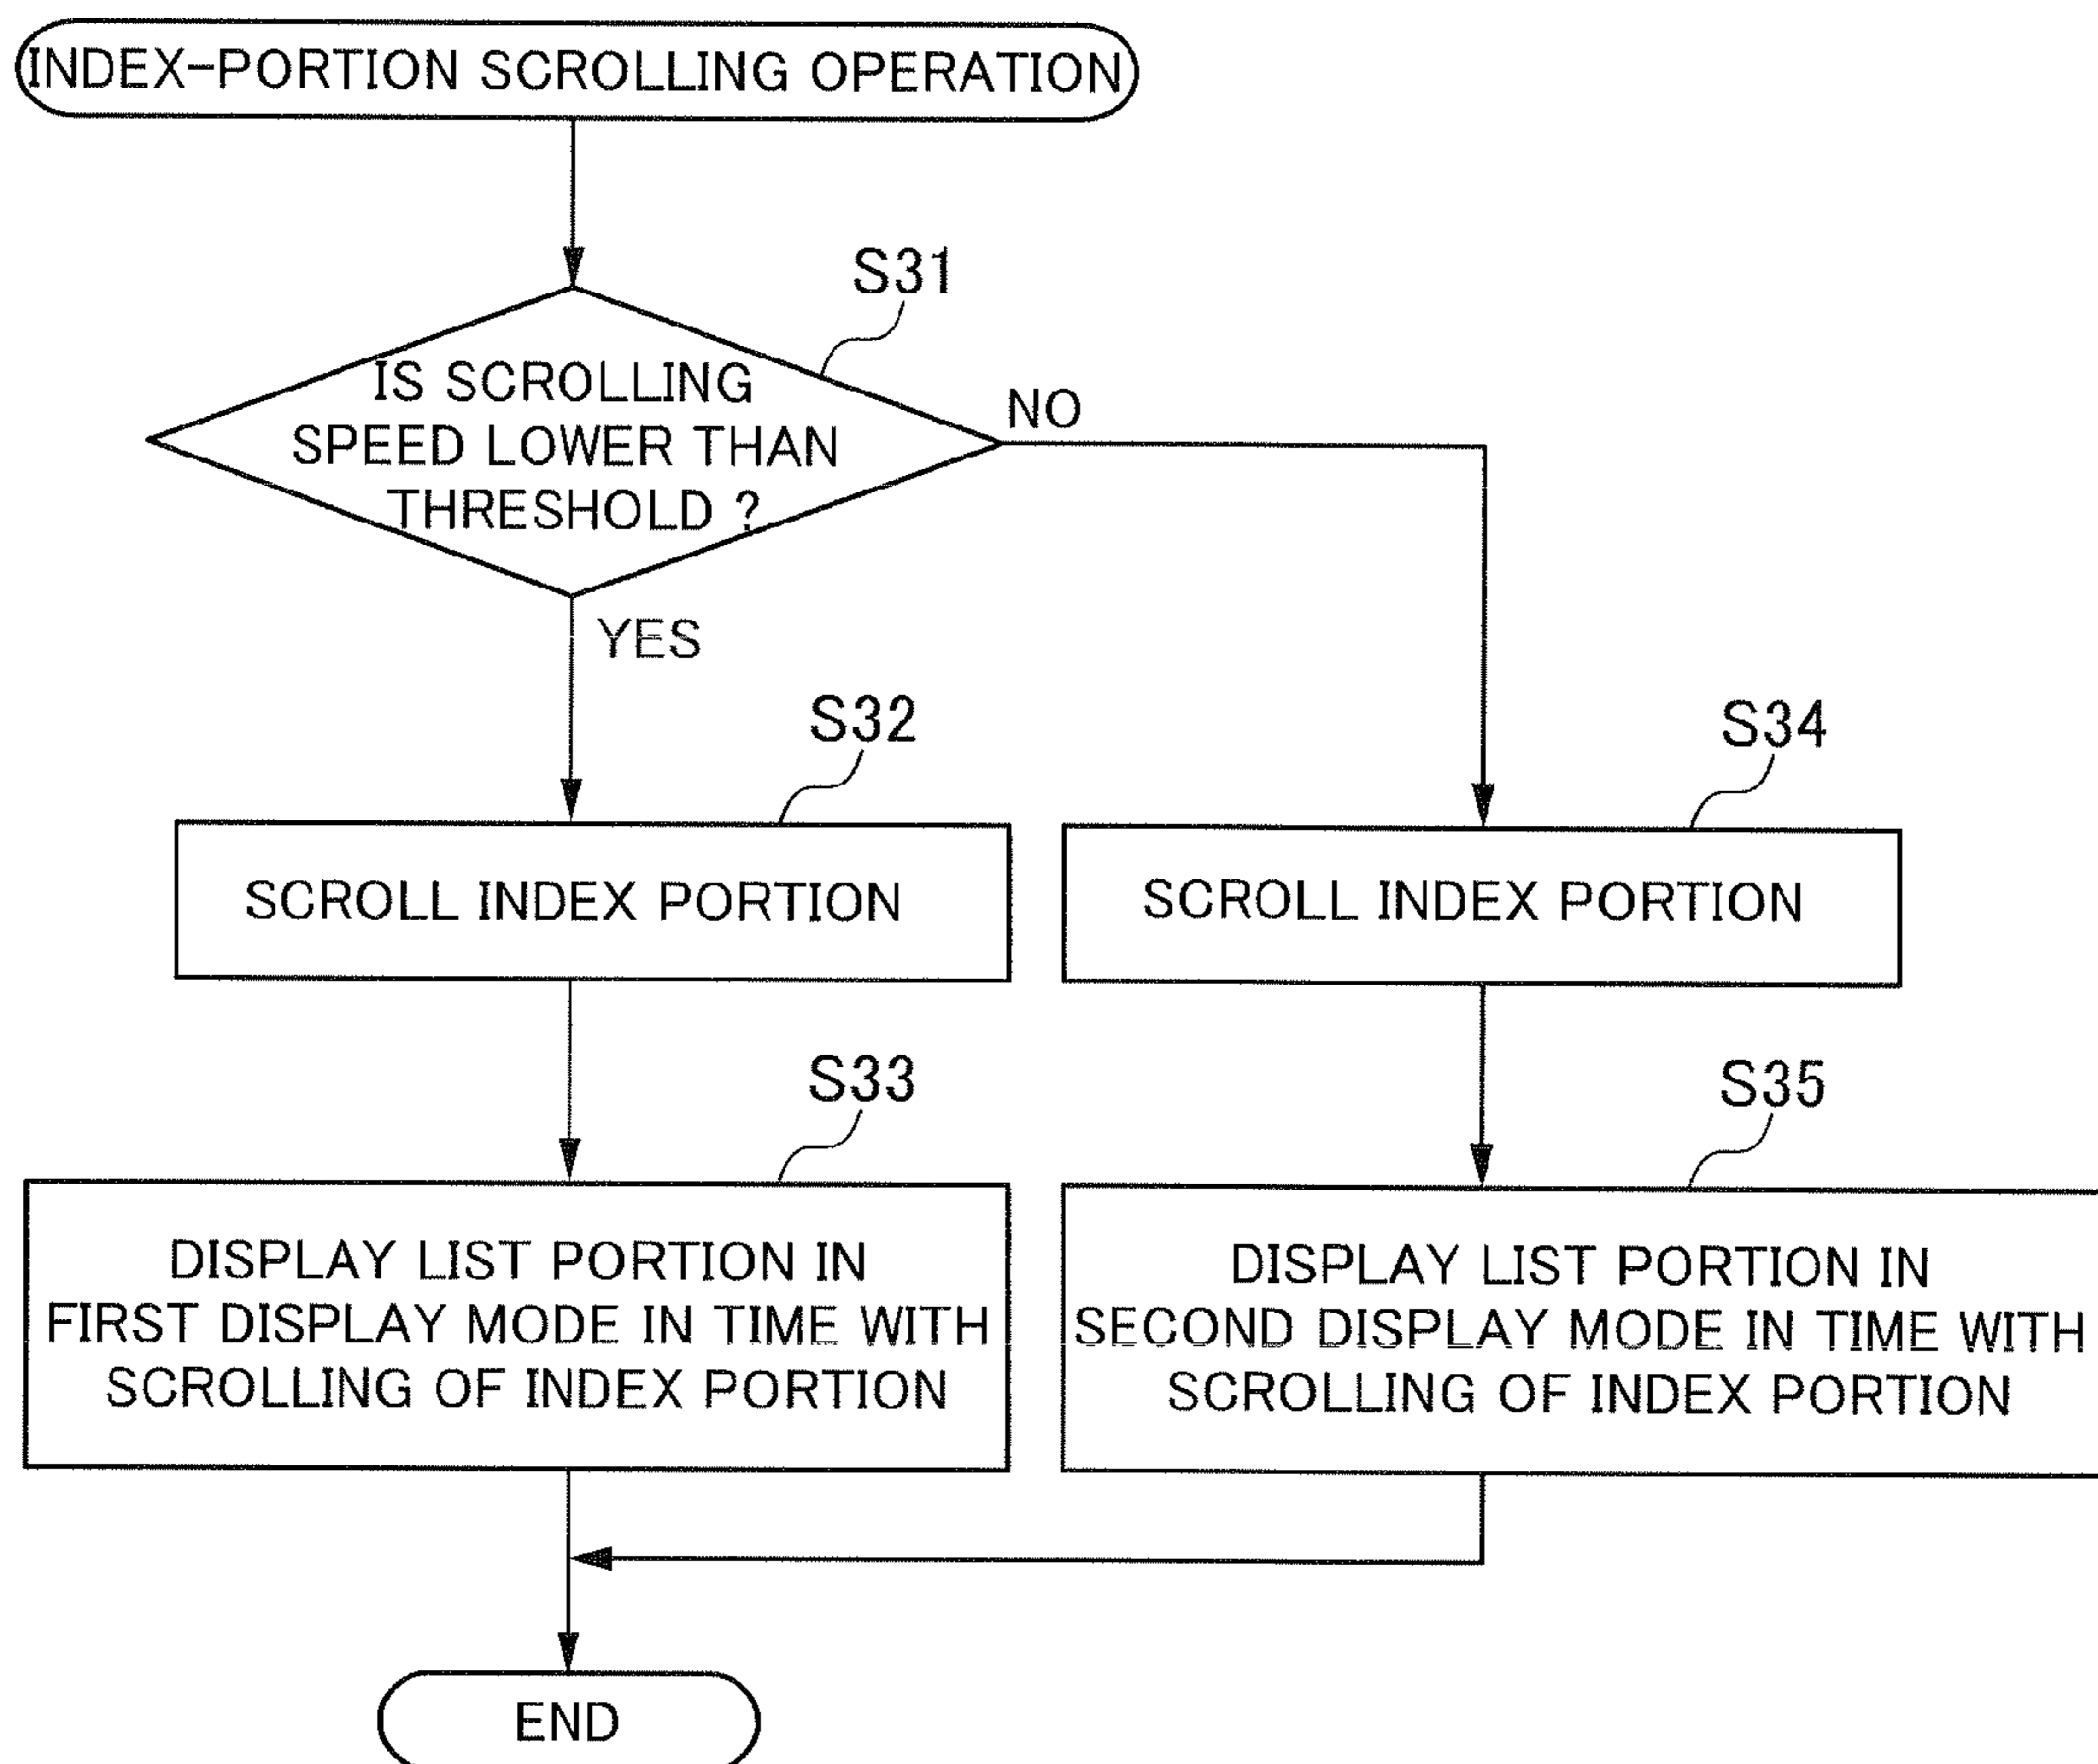 INDEX-PORTION SCROLLING OPERATION
S31
IS SCROLLING
SPEED LOWER THAN
THRESHOLD ?
NO
YES
S32
SCROLL INDEX PORTION
S34
SCROLL INDEX PORTION
S33
DISPLAY LIST PORTION IN
FIRST DISPLAY MODE IN TIME WITH
SCROLLING OF INDEX PORTION
S35
DISPLAY LIST PORTION IN
SECOND DISPLAY MODE IN TIME WITH
SCROLLING OF INDEX PORTION
END